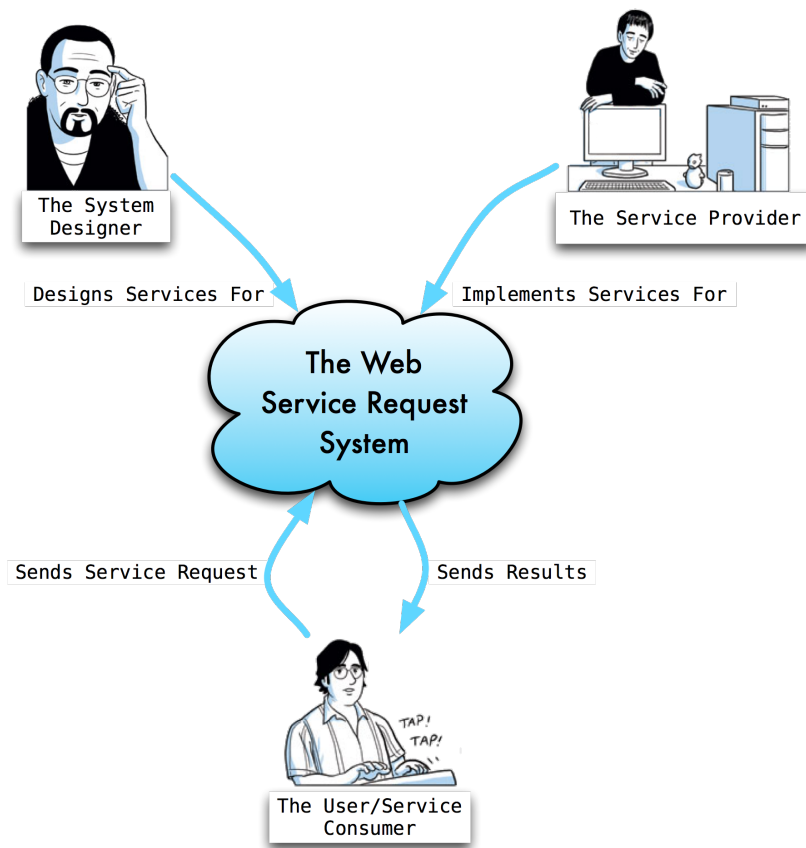 The System
Designer
The Service Provider
Designs Services For
Implements Services For
The Web
Service Request
System
Sends Service Request
Sends Results
TAP!
TAP!
The User/Service
Consumer